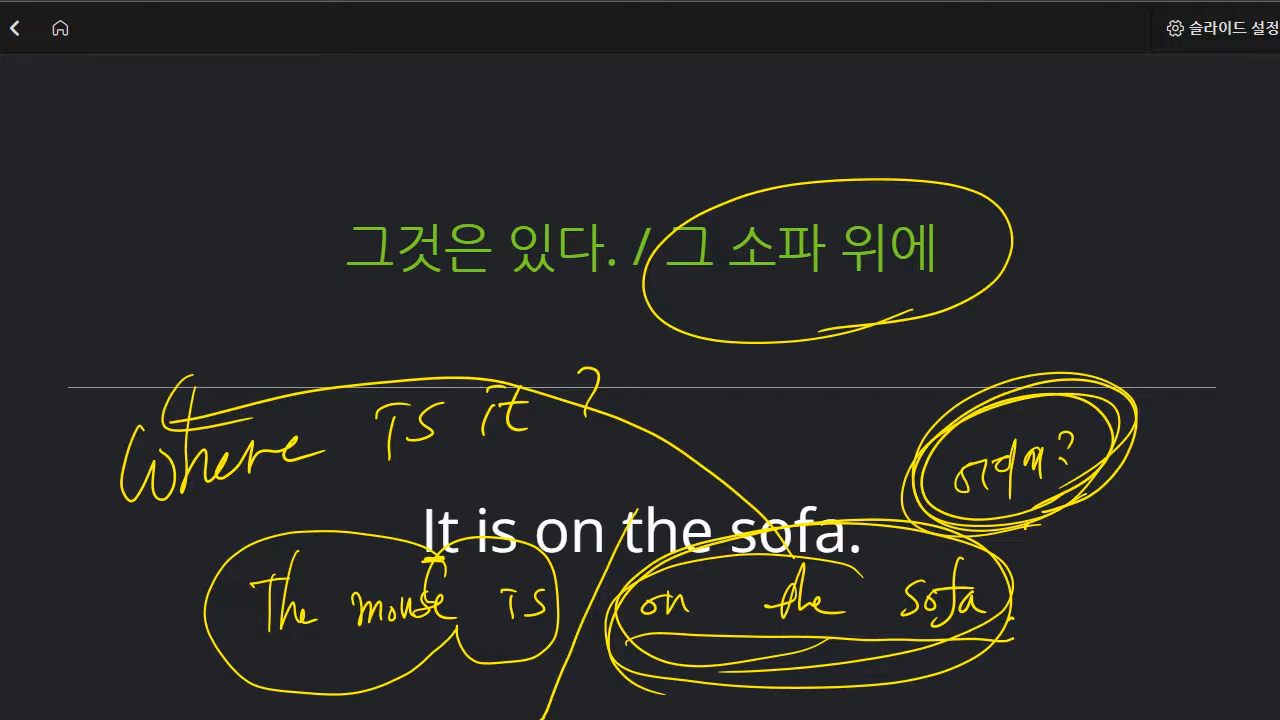 슬라이드 설정
그것은 있다. / 그 소파 위에
Where is it?
어디에?
It is on the sofa.
The mouse is on the sofa